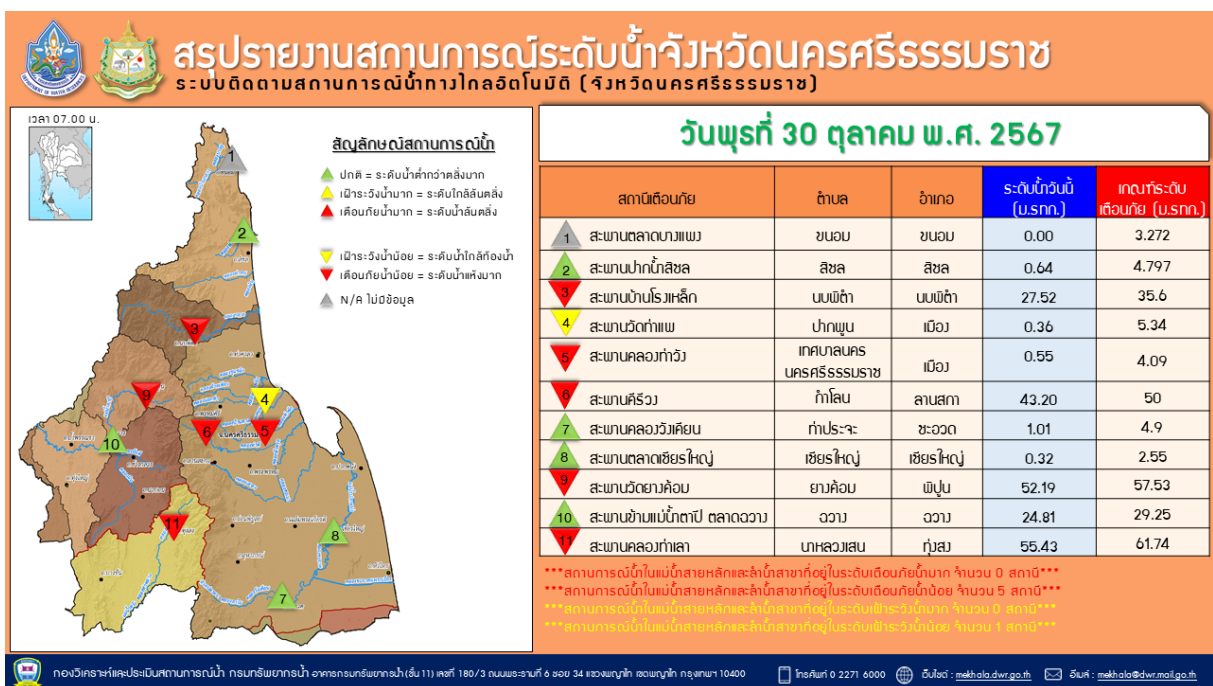 สรุปรายงานสถานการณ์ระดับน้ำจังหวัดนครศรีธรรมราช
ระบบติดตามสถานการณ์น้ำทางไกลอัตโนมัติ (จังหวัดนครศรีธรรมราช)
เวลา 07.00 น.
สัญลักษณ์สถานการณ์น้ำ
ปกติ = ระดับน้ำต่ำกว่าตลิ่งมาก
เฝ้าระวังน้ำมาก = ระดับใกล้ล้นตลิ่ง
เตือนภัยน้ำมาก = ระดับน้ำล้นตลิ่ง
เฝ้าระวังน้ำน้อย = ระดับน้ำใกล้ท้องน้ำ
เตือนภัยน้ำน้อย = ระดับน้ำแห้งมาก
N/A ไม่มีข้อมูล
1
2
3
9
4
6
5
10
11
8
7
วันพุธที่ 30 ตุลาคม พ.ศ. 2567
สถานีเตือนภัย ตำบล อำเภอ ระดับน้ำวันนี้ (ม.รทก.) เกณฑ์ระดับเตือนภัย (ม.รทก.)
1 สะพานตลาดบางแพง ขนอม ขนอม 0.00 3.272
2 สะพานปากน้ำสิชล สิชล สิชล 0.64 4.797
3 สะพานบ้านโรงเหล็ก นบพิตำ นบพิตำ 27.52 35.6
4 สะพานวัดท่าแพ ปากพูน เมือง 0.36 5.34
5 สะพานคลองท่าวัง เทศบาลนครนครศรีธรรมราช เมือง 0.55 4.09
6 สะพานคีรีวง กำโลน ลานสกา 43.20 50
7 สะพานคลองวังเคียน ท่าประจะ ชะอวด 1.01 4.9
8 สะพานตลาดเชียรใหญ่ เชียรใหญ่ เชียรใหญ่ 0.32 2.55
9 สะพานวัดยางค้อม ยางค้อม พิปูน 52.19 57.53
10 สะพานข้ามแม่น้ำตาปี ตลาดฉวาง ฉวาง ฉวาง 24.81 29.25
11 สะพานคลองท่าเลา นาหลวงเสน ทุ่งสง 55.43 61.74
***สถานการณ์น้ำในแม่น้ำสายหลักและลำน้ำสาขาที่อยู่ในระดับเตือนภัยน้ำมาก จำนวน 0 สถานี***
***สถานการณ์น้ำในแม่น้ำสายหลักและลำน้ำสาขาที่อยู่ในระดับเตือนภัยน้ำน้อย จำนวน 5 สถานี***
***สถานการณ์น้ำในแม่น้ำสายหลักและลำน้ำสาขาที่อยู่ในระดับเฝ้าระวังน้ำมาก จำนวน 0 สถานี***
***สถานการณ์น้ำในแม่น้ำสายหลักและลำน้ำสาขาที่อยู่ในระดับเฝ้าระวังน้ำน้อย จำนวน 1 สถานี***
กองวิเคราะห์และประเมินสถานการณ์น้ำ กรมทรัพยากรน้ำ อาคารกรมทรัพยากรน้ำ (ชั้น 11) เลขที่ 180/3 ถนนพระรามที่ 6 ซอย 34 แขวงพญาไท เขตพญาไท กรุงเทพฯ 10400 โทรศัพท์ 0 2271 6000 เว็บไซต์ : mekhala.dwr.go.th อีเมล์ : mekhala@dwr.mail.go.th